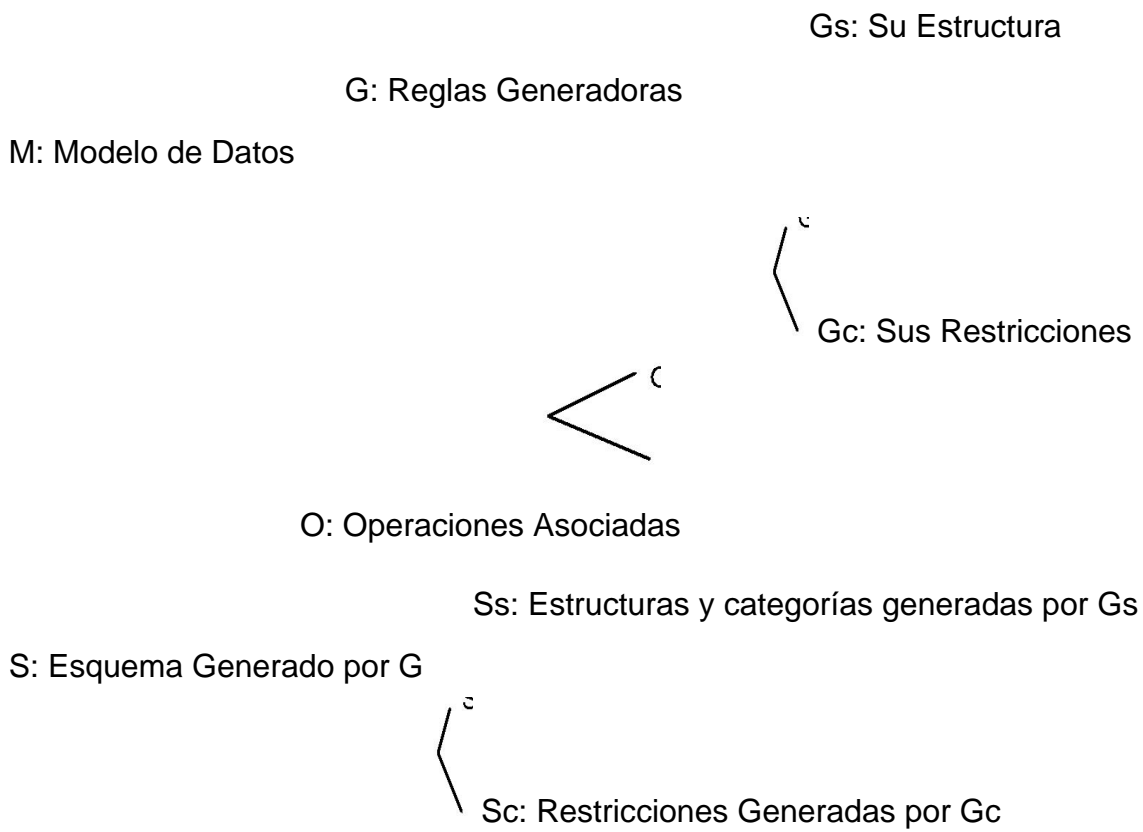 Gs: Su Estructura
G: Reglas Generadoras
M: Modelo de Datos
Gc: Sus Restricciones
O: Operaciones Asociadas
Ss: Estructuras y categorías generadas por Gs
S: Esquema Generado por G
Sc: Restricciones Generadas por Gc